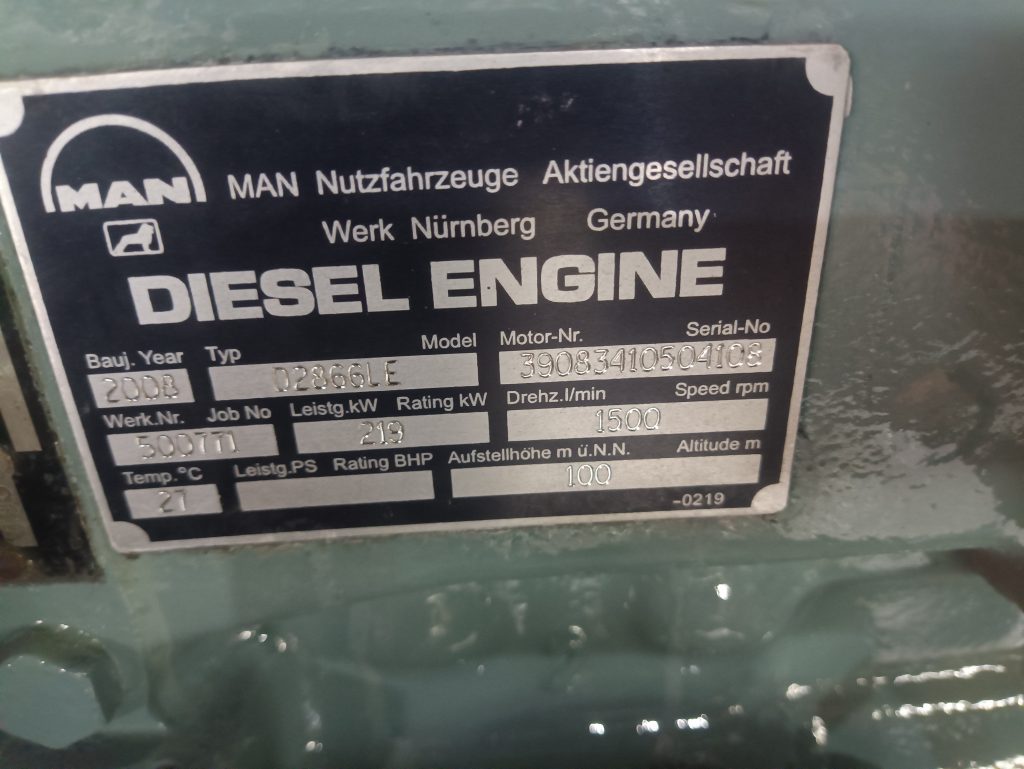 MAN
MAN Nutzfahrzeuge Aktiengesellschaft
Werk Nürnberg Germany
DIESEL ENGINE
Bauj. Year Typ Model Motor-Nr. Serial-No
2008 D2866LE 39083410504108
Werk.Nr. Job No Leistg.kW Rating kW Drehz.l/min Speed rpm
500771 219 1500
Temp.°C Leistg.PS Rating BHP Aufstellhöhe m ü.N.N. Altitude m
27 100
-0219